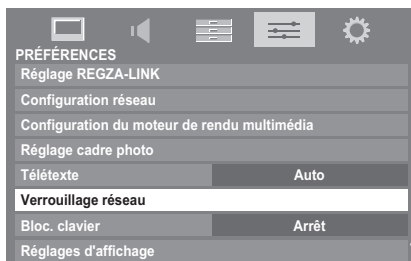 PRÉFÉRENCES
Réglage REGZA-LINK
Configuration réseau
Configuration du moteur de rendu multimédia
Réglage cadre photo
Télétexte Auto
Verrouillage réseau
Bloc. clavier Arrêt
Réglages d'affichage